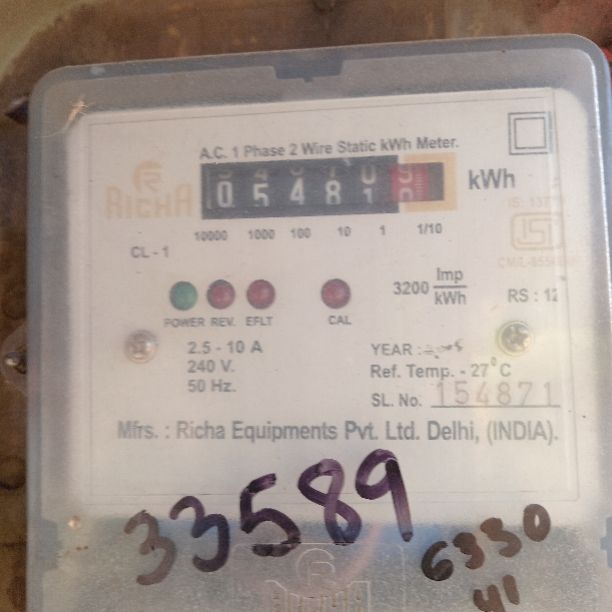 A.C. 1 Phase 2 Wire Static kWh Meter.
RICHA
0 5 4 8 1
kWh
10000 1000 100 10 1 1/10
CL - 1
3200 Imp
kWh
RS : 12
POWER REV. EFLT CAL
2.5 - 10 A
240 V.
50 Hz.
YEAR :
Ref. Temp. - 27°C
SL. No. 154871
Mfrs. : Richa Equipments Pvt. Ltd. Delhi, (INDIA).
33589
6330
41